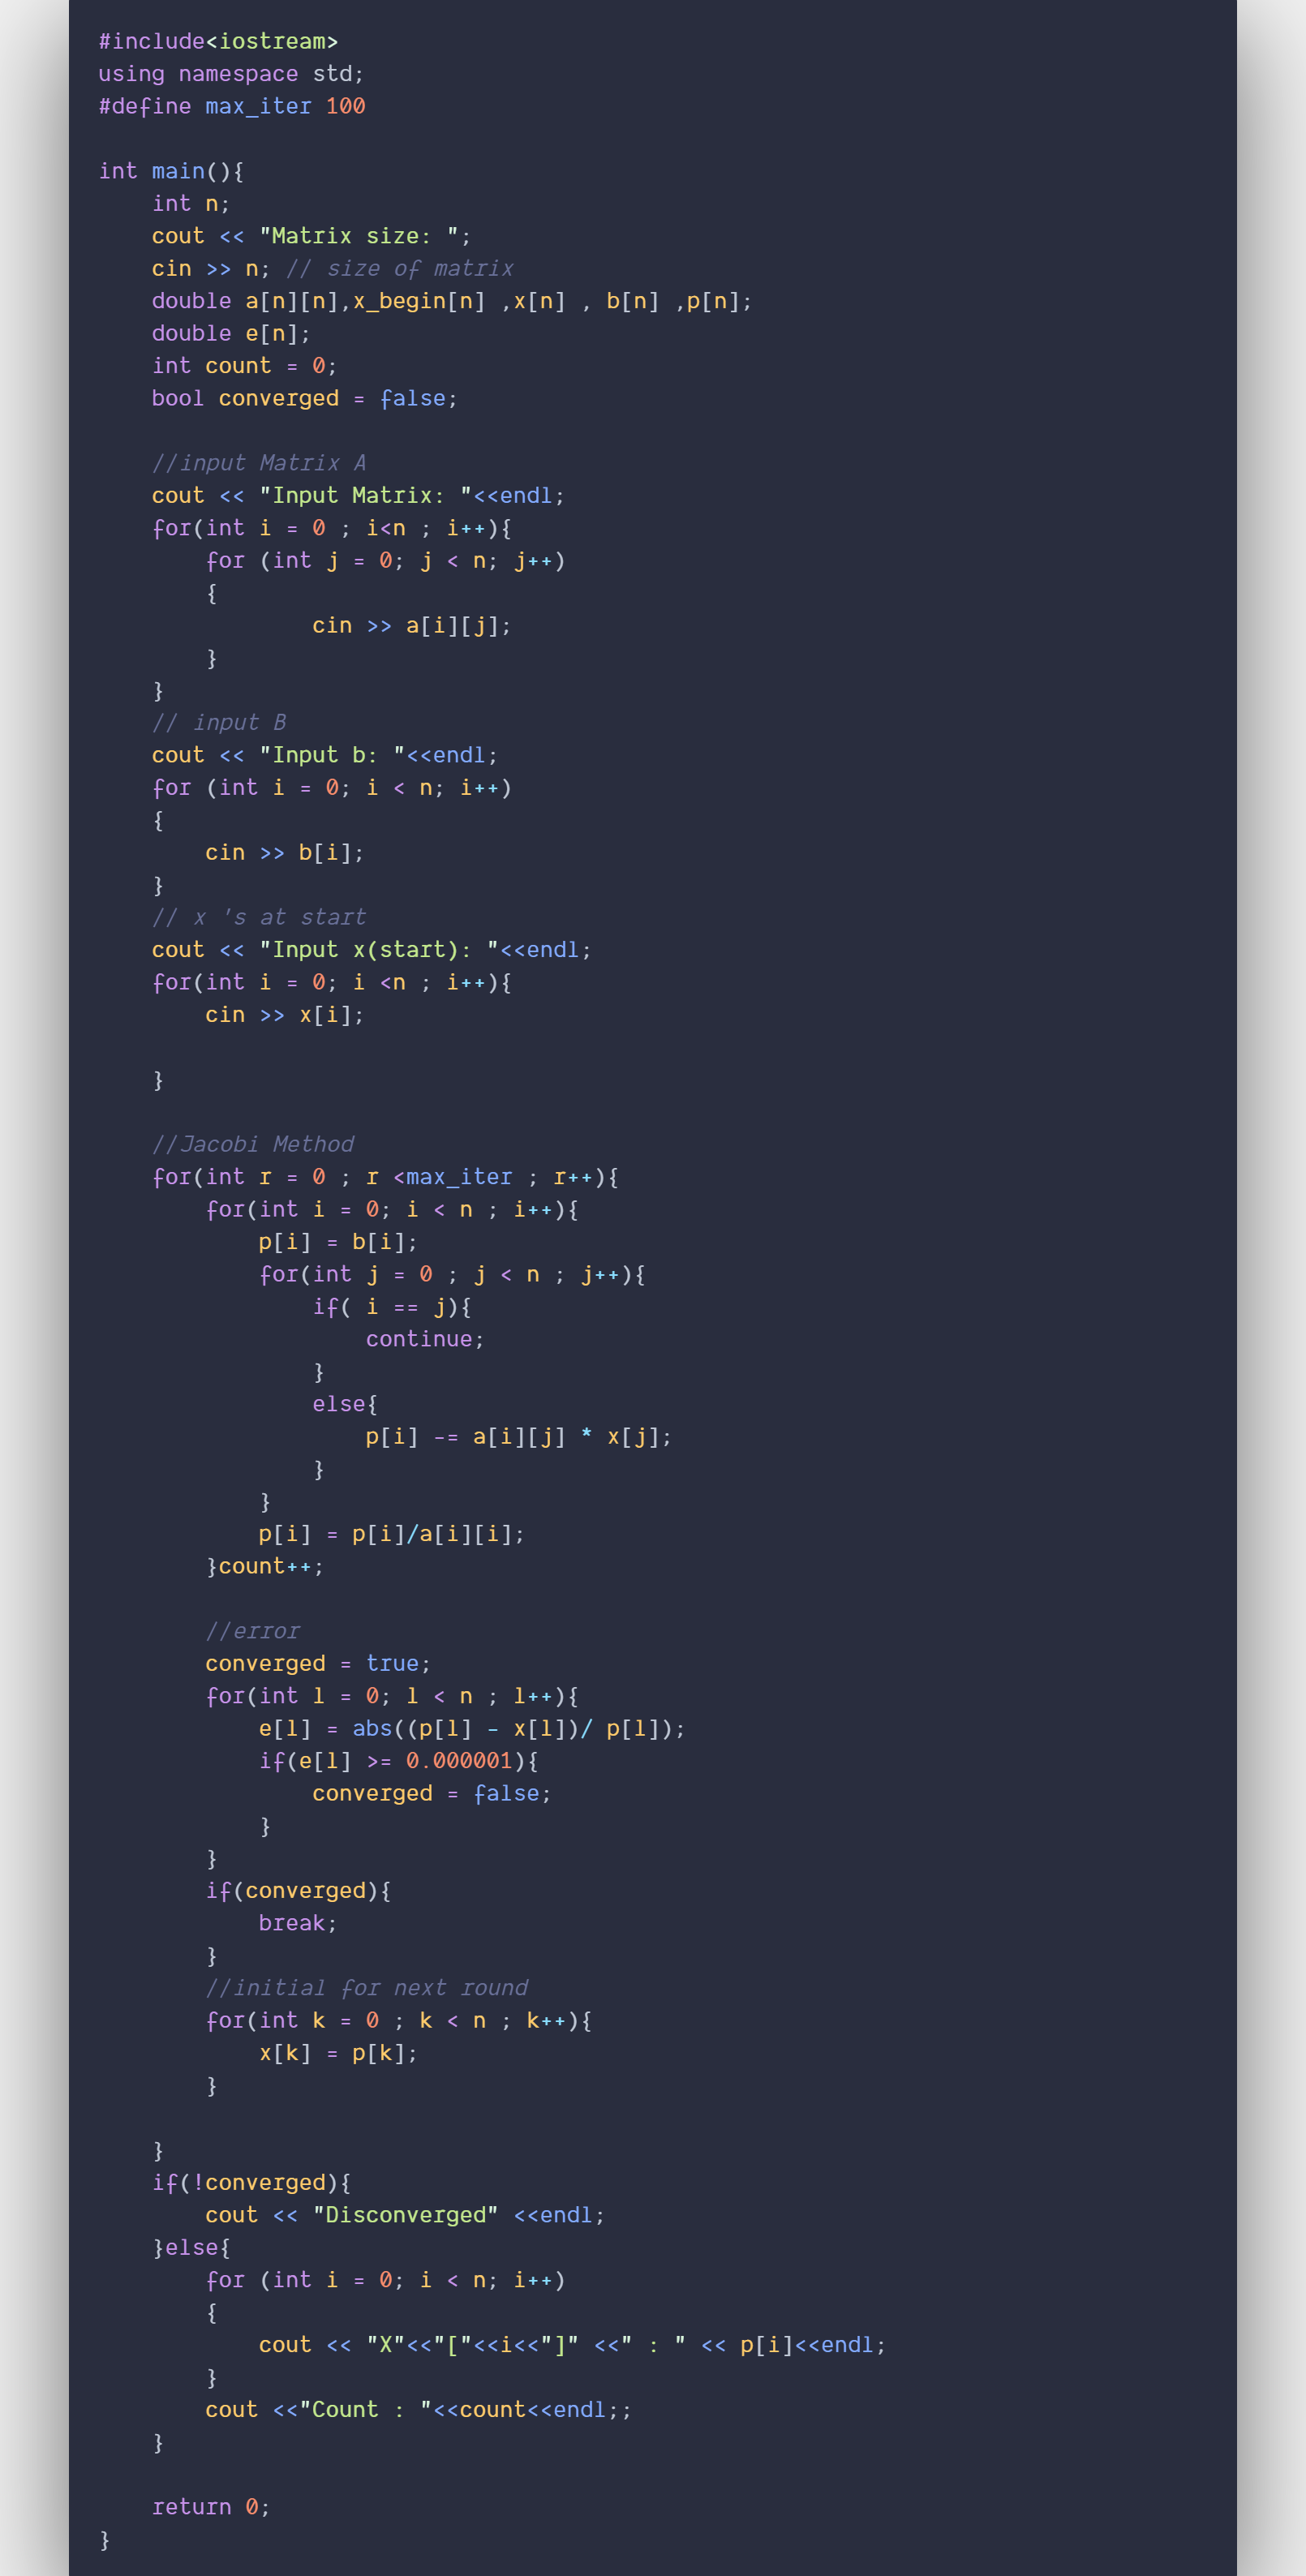 #include<iostream>
using namespace std;
#define max_iter 100

int main(){
    int n;
    cout << "Matrix size: ";
    cin >> n; // size of matrix
    double a[n][n],x_begin[n] ,x[n] , b[n] ,p[n];
    double e[n];
    int count = 0;
    bool converged = false;

    //input Matrix A
    cout << "Input Matrix: "<<endl;
    for(int i = 0 ; i<n ; i++){
        for (int j = 0; j < n; j++)
        {
                cin >> a[i][j];
        }
    }
    // input B
    cout << "Input b: "<<endl;
    for (int i = 0; i < n; i++)
    {
        cin >> b[i];
    }
    // x 's at start
    cout << "Input x(start): "<<endl;
    for(int i = 0; i <n ; i++){
        cin >> x[i];

    }

    //Jacobi Method
    for(int r = 0 ; r <max_iter ; r++){
        for(int i = 0; i < n ; i++){
            p[i] = b[i];
            for(int j = 0 ; j < n ; j++){
                if( i == j){
                    continue;
                }
                else{
                    p[i] -= a[i][j] * x[j];
                }
            }
            p[i] = p[i]/a[i][i];
        }count++;

        //error
        converged = true;
        for(int l = 0; l < n ; l++){
            e[l] = abs((p[l] - x[l])/ p[l]);
            if(e[l] >= 0.000001){
                converged = false;
            }
        }
        if(converged){
            break;
        }
        //initial for next round
        for(int k = 0 ; k < n ; k++){
            x[k] = p[k];
        }

    }
    if(!converged){
        cout << "Disconverged" <<endl;
    }else{
        for (int i = 0; i < n; i++)
        {
            cout << "X"<<"["<<i<<"]" <<" : " << p[i]<<endl;
        }
        cout <<"Count : "<<count<<endl;;
    }

    return 0;
}